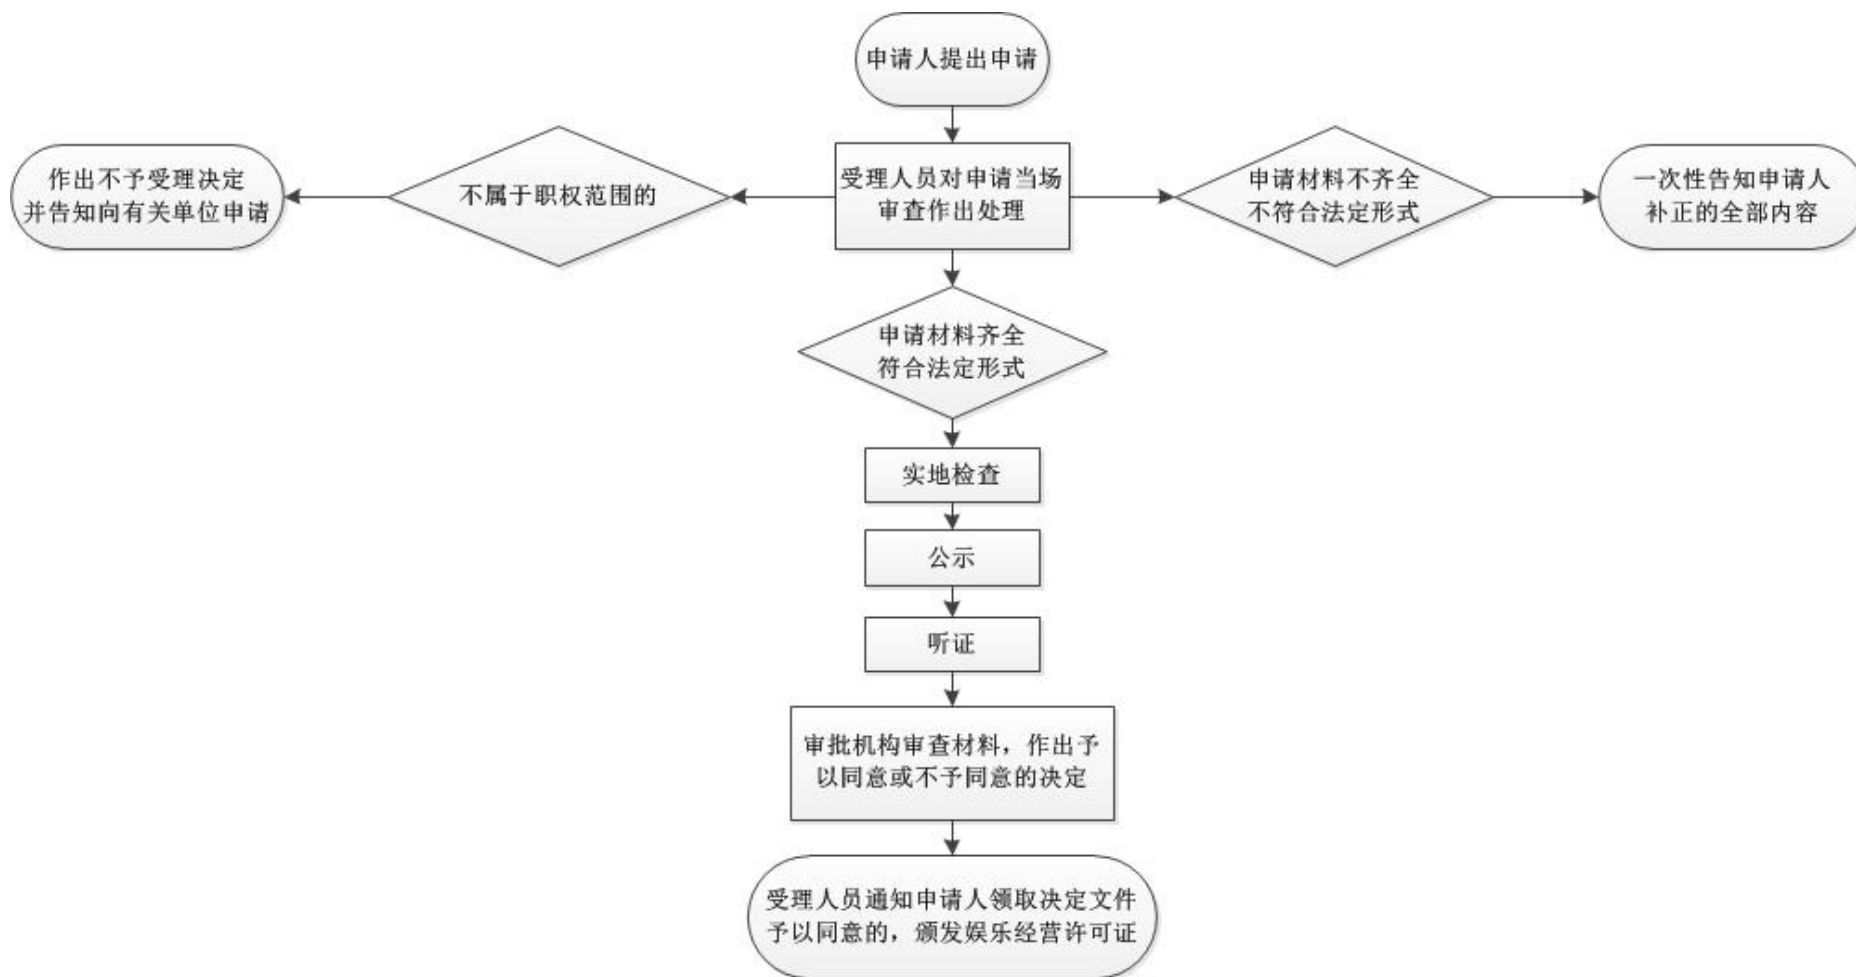 申请人提出申请
作出不予受理决定
并告知向有关单位申请
不属于职权范围的
受理人员对申请当场
审查作出处理
申请材料不齐全
不符合法定形式
一次性告知申请人
补正的全部内容
申请材料齐全
符合法定形式
实地检查
公示
听证
审批机构审查材料，作出予
以同意或不予同意的决定
受理人员通知申请人领取决定文件
予以同意的，颁发娱乐经营许可证